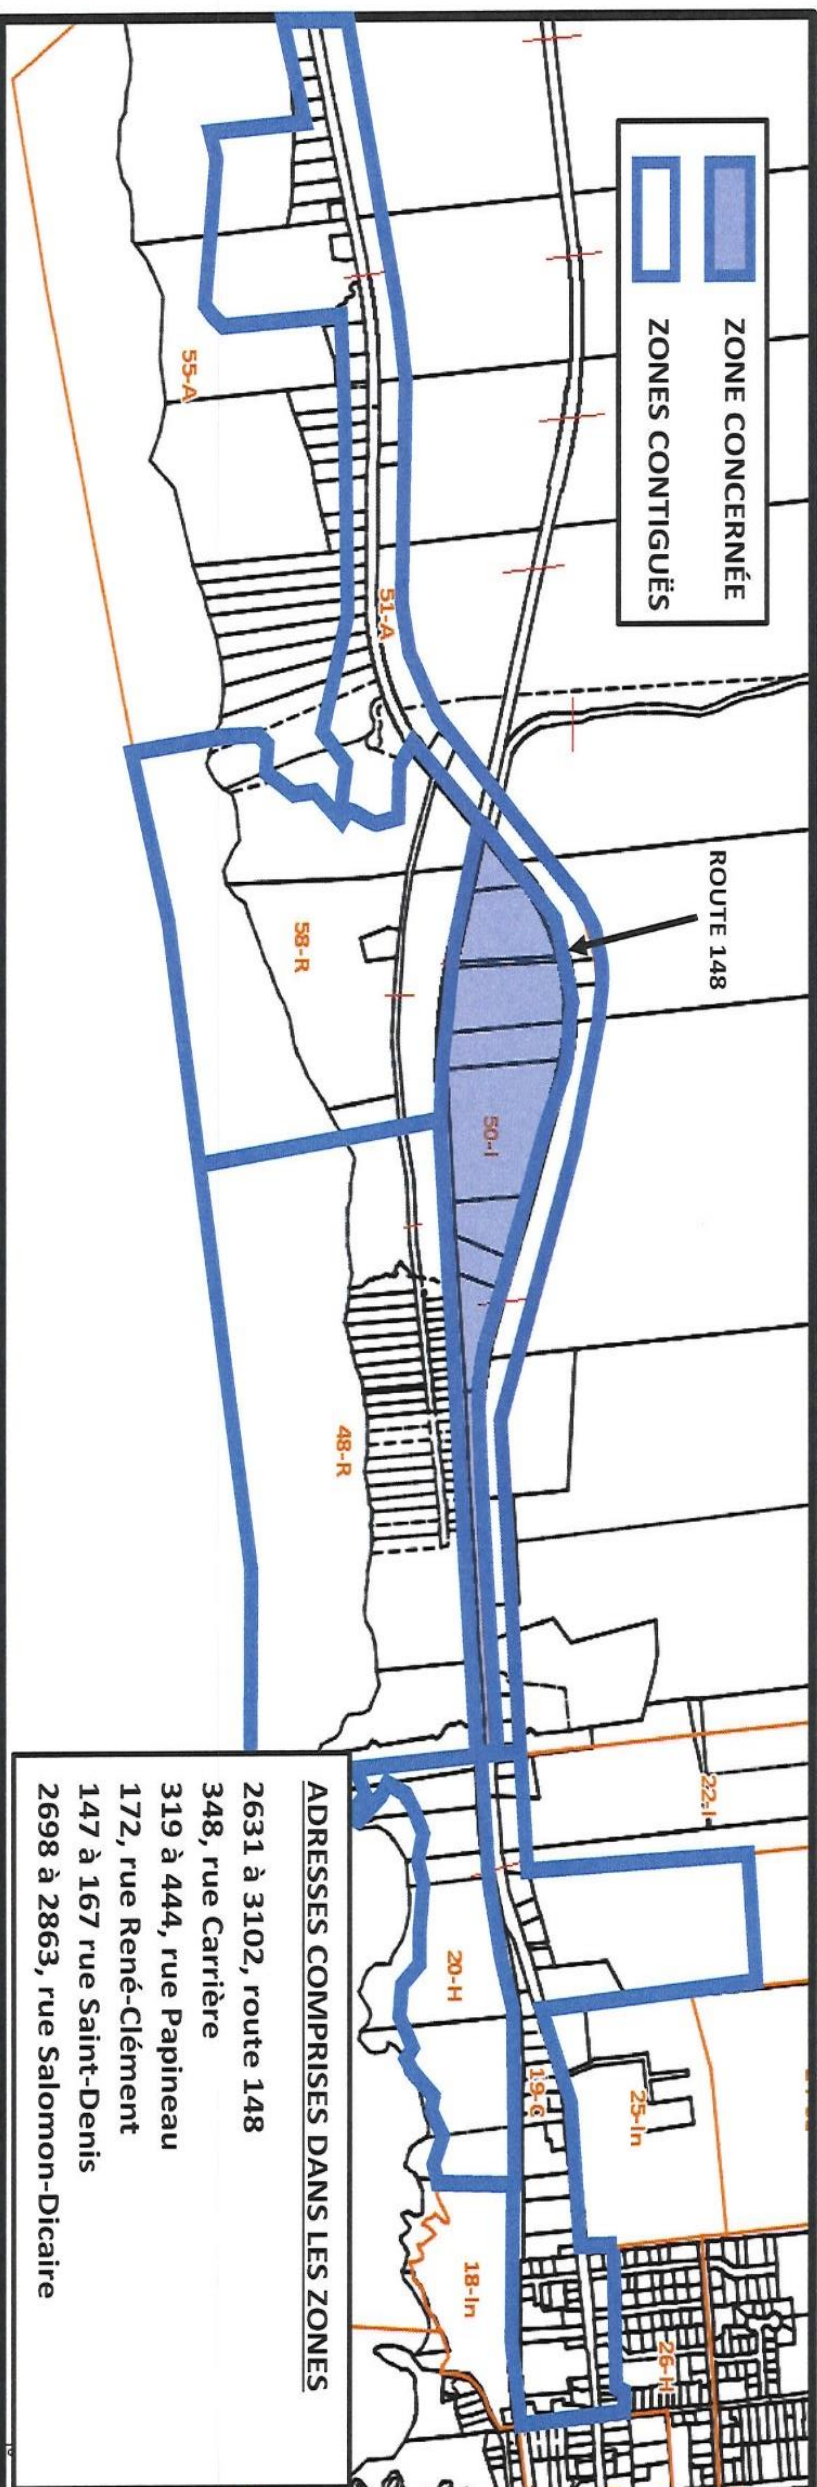 ZONE CONCERNÉE
ZONES CONTIGUËS
ROUTE 148
55-A
51-A
58-R
50-I
48-R
22-I
20-H
19-C
25-In
18-In
26-H
ADRESSES COMPRISES DANS LES ZONES
2631 à 3102, route 148
348, rue Carrière
319 à 444, rue Papineau
172, rue René-Clément
147 à 167 rue Saint-Denis
2698 à 2863, rue Salomon-Dicaire